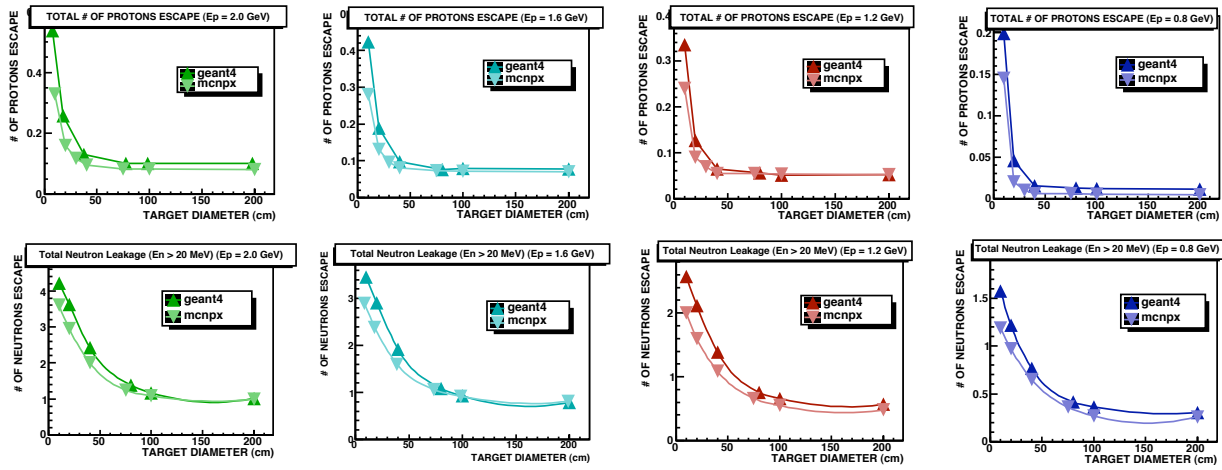 TOTAL # OF PROTONS ESCAPE (Ep = 2.0 GeV)
# OF PROTONS ESCAPE
0.4
0.2
0
geant4
mcnpx
0 50 100 150 200
TARGET DIAMETER (cm)
TOTAL # OF PROTONS ESCAPE (Ep = 1.6 GeV)
# OF PROTONS ESCAPE
0.4
0.3
0.2
0.1
0
geant4
mcnpx
0 50 100 150 200
TARGET DIAMETER (cm)
TOTAL # OF PROTONS ESCAPE (Ep = 1.2 GeV)
# OF PROTONS ESCAPE
0.4
0.3
0.2
0.1
0
geant4
mcnpx
0 50 100 150 200
TARGET DIAMETER (cm)
TOTAL # OF PROTONS ESCAPE (Ep = 0.8 GeV)
# OF PROTONS ESCAPE
0.2
0.15
0.10
0.05
0
geant4
mcnpx
0 50 100 150 200
TARGET DIAMETER (cm)
Total Neutron Leakage (En > 20 MeV) (Ep = 2.0 GeV)
# OF NEUTRONS ESCAPE
4
3
2
1
0
geant4
mcnpx
0 50 100 150 200
TARGET DIAMETER (cm)
Total Neutron Leakage (En > 20 MeV) (Ep = 1.6 GeV)
# OF NEUTRONS ESCAPE
3
2
1
0
geant4
mcnpx
0 50 100 150 200
TARGET DIAMETER (cm)
Total Neutron Leakage (En > 20 MeV) (Ep = 1.2 GeV)
# OF NEUTRONS ESCAPE
2
1
0
geant4
mcnpx
0 50 100 150 200
TARGET DIAMETER (cm)
Total Neutron Leakage (En > 20 MeV) (Ep = 0.8 GeV)
# OF NEUTRONS ESCAPE
1.5
1
0.5
0
geant4
mcnpx
0 50 100 150 200
TARGET DIAMETER (cm)